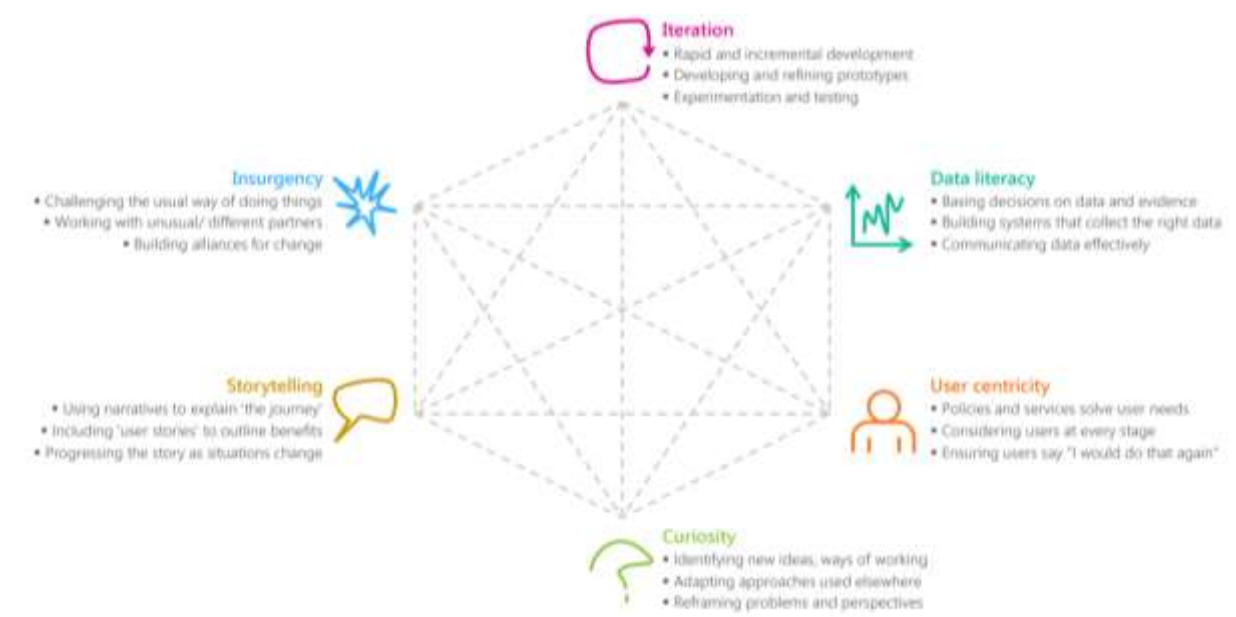 Iteration
• Rapid and incremental development
• Developing and refining prototypes
• Experimentation and testing
Insurgency
• Challenging the usual way of doing things
• Working with unusual/ different partners
• Building alliances for change
Data literacy
• Basing decisions on data and evidence
• Building systems that collect the right data
• Communicating data effectively
Storytelling
• Using narratives to explain 'the journey'
• Including 'user stories' to outline benefits
• Progressing the story as situations change
User centricity
• Policies and services solve user needs
• Considering users at every stage
• Ensuring users say "I would do that again"
Curiosity
• Identifying new ideas, ways of working
• Adapting approaches used elsewhere
• Reframing problems and perspectives